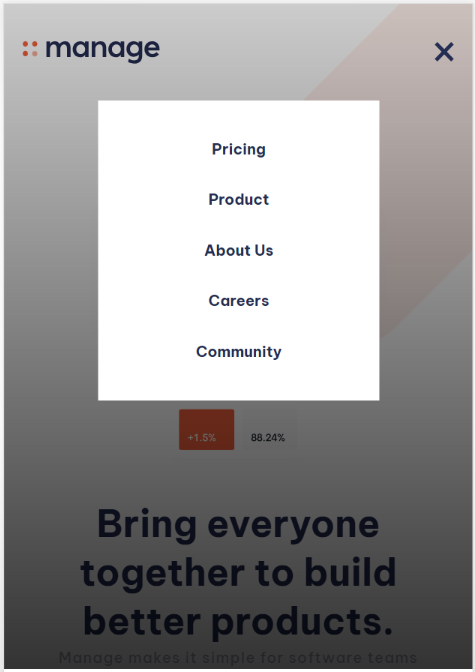 manage
Pricing
Product
About Us
Careers
Community
+1.5%
88.24%
Bring everyone
together to build
better products.
Manage makes it simple for software teams